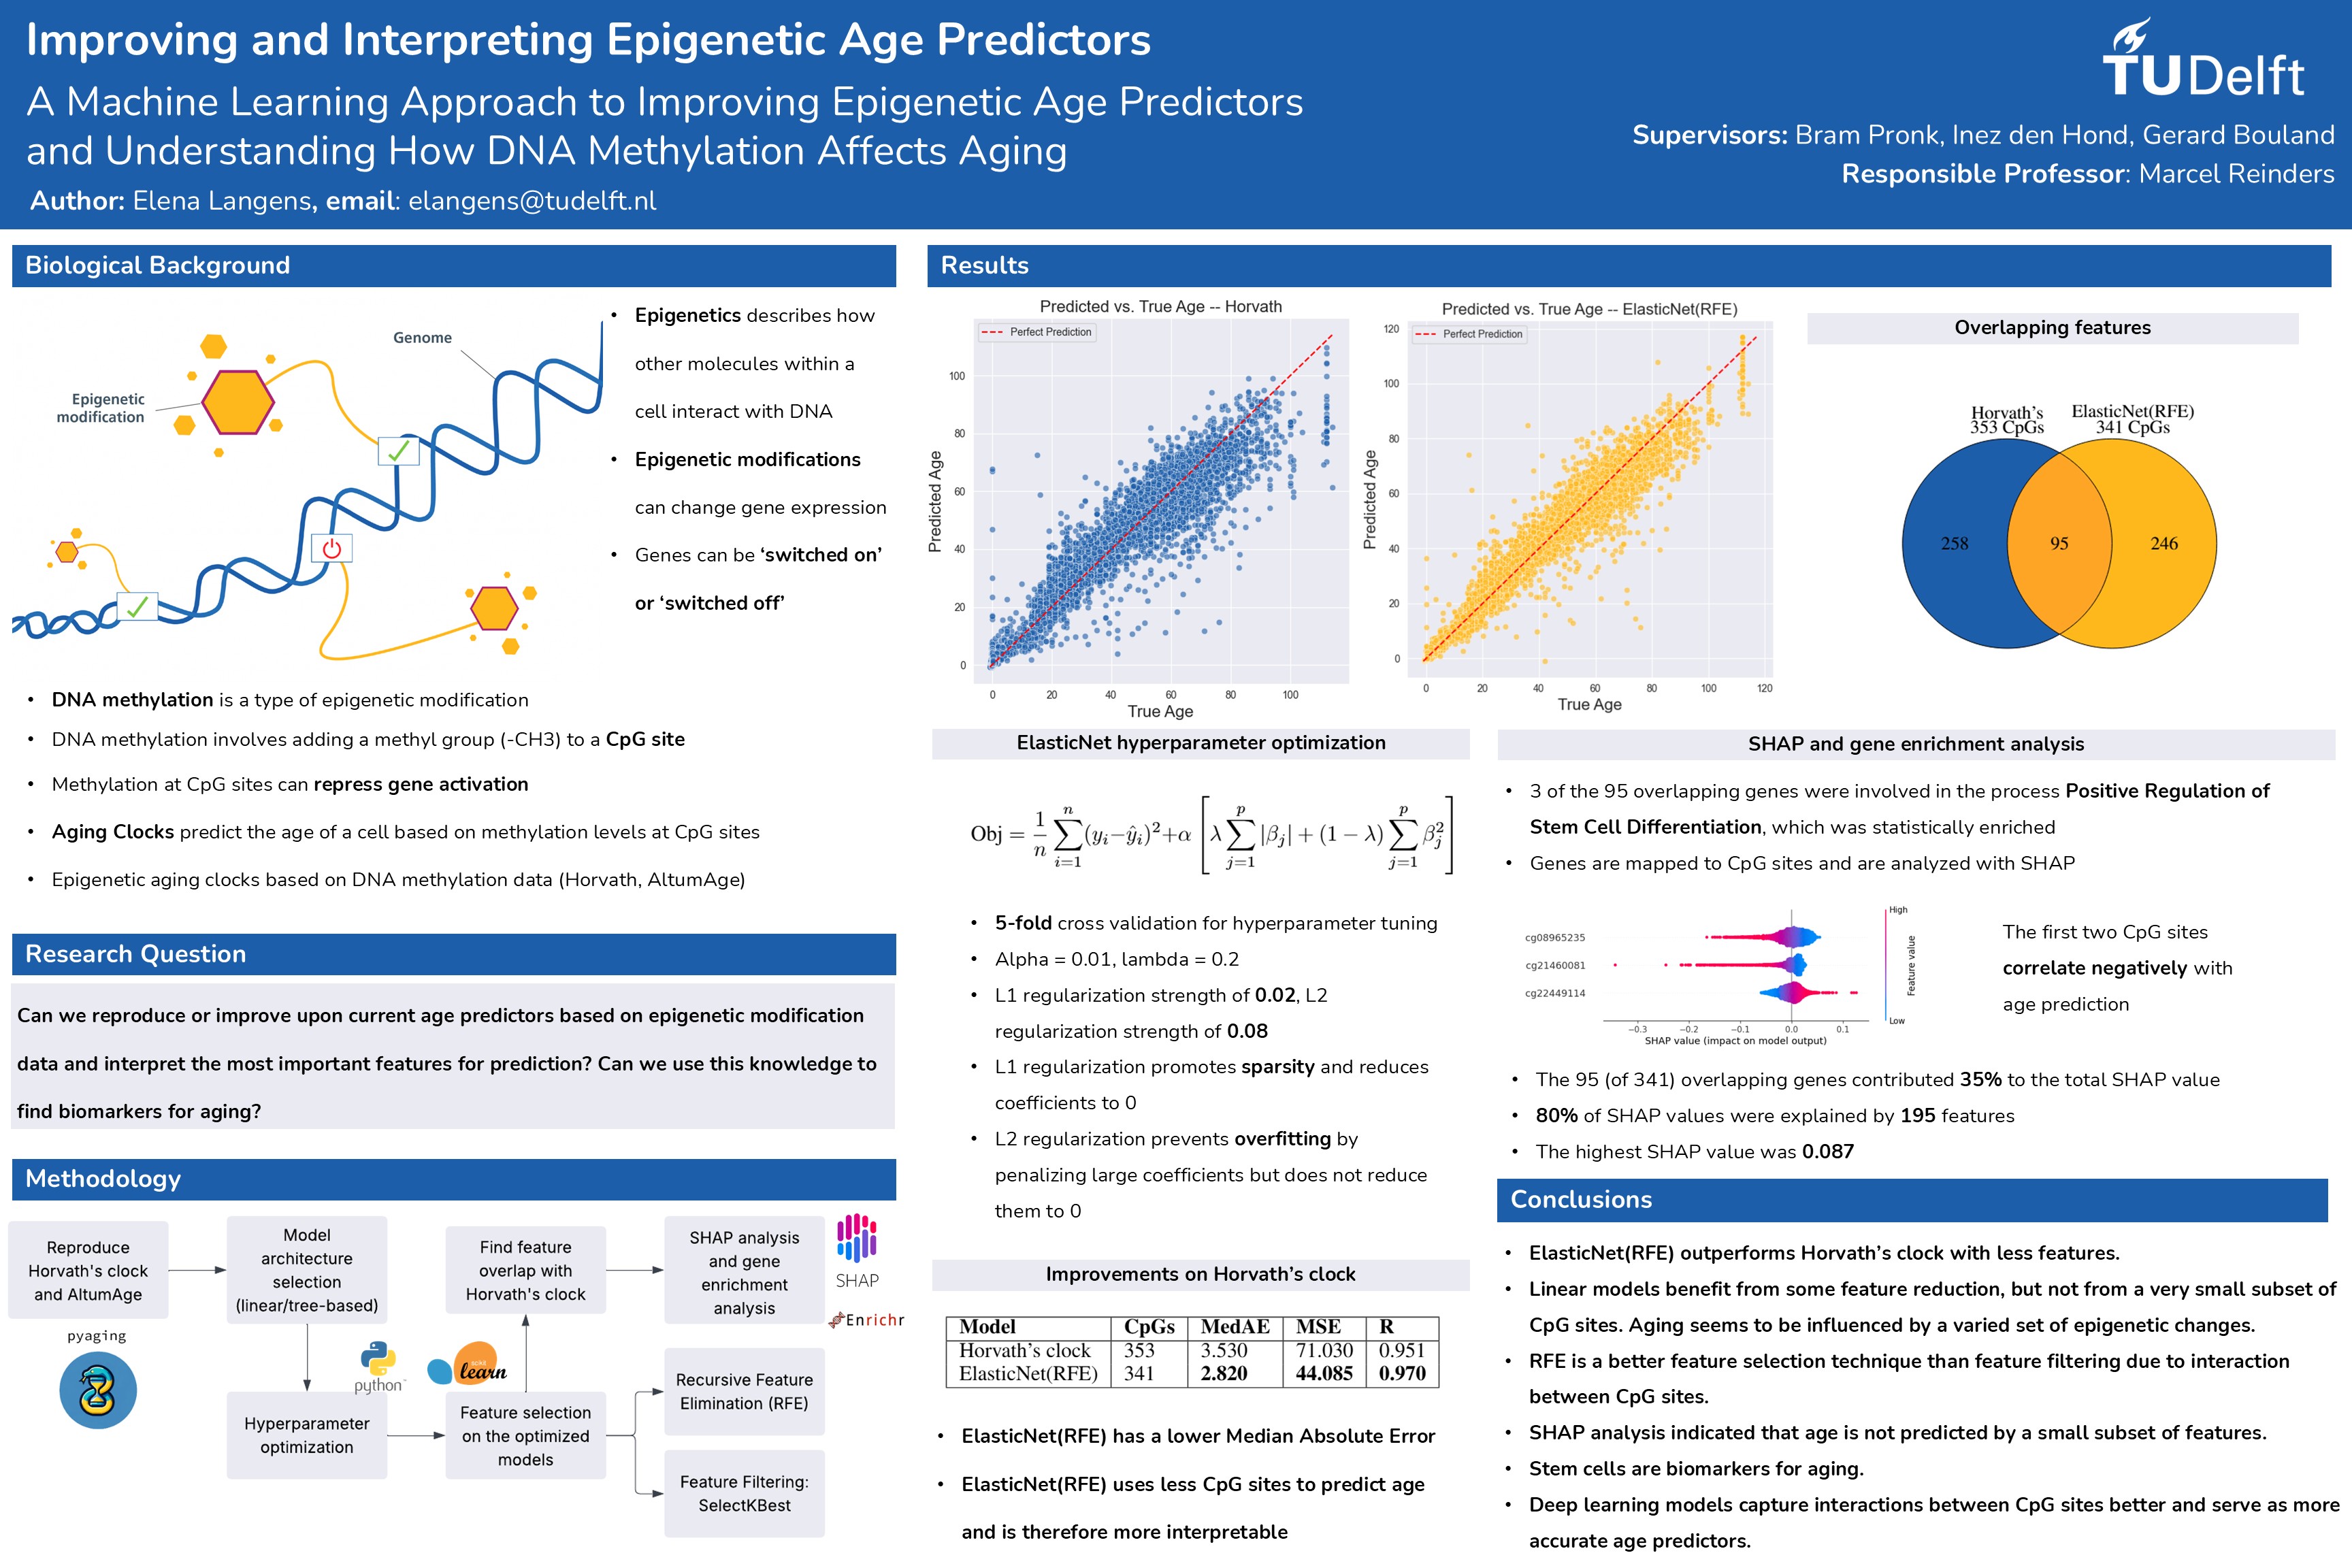 Improving and Interpreting Epigenetic Age Predictors
A Machine Learning Approach to Improving Epigenetic Age Predictors
and Understanding How DNA Methylation Affects Aging
Author: Elena Langens, email: elangens@tudelft.nl
TUDelft
Supervisors: Bram Pronk, Inez den Hond, Gerard Bouland
Responsible Professor: Marcel Reinders
Biological Background
Genome
Epigenetic
modification
• Epigenetics describes how
other molecules within a
cell interact with DNA
• Epigenetic modifications
can change gene expression
• Genes can be ‘switched on’
or ‘switched off’
• DNA methylation is a type of epigenetic modification
• DNA methylation involves adding a methyl group (-CH3) to a CpG site
• Methylation at CpG sites can repress gene activation
• Aging Clocks predict the age of a cell based on methylation levels at CpG sites
• Epigenetic aging clocks based on DNA methylation data (Horvath, AltumAge)
Research Question
Can we reproduce or improve upon current age predictors based on epigenetic modification
data and interpret the most important features for prediction? Can we use this knowledge to
find biomarkers for aging?
Methodology
Reproduce
Horvath's clock
and AltumAge
pyaging
Model
architecture
selection
(linear/tree-based)
Hyperparameter
optimization
python
scikit
learn
Find feature
overlap with
Horvath's clock
Feature selection
on the optimized
models
SHAP analysis
and gene
enrichment
analysis
SHAP
Enrichr
Recursive Feature
Elimination (RFE)
Feature Filtering:
SelectKBest
Results
Predicted vs. True Age -- Horvath
Perfect Prediction
Predicted Age
100
80
60
40
20
0
0 20 40 60 80 100
True Age
Predicted vs. True Age -- ElasticNet(RFE)
Perfect Prediction
Predicted Age
120
100
80
60
40
20
0
0 20 40 60 80 100 120
True Age
Overlapping features
Horvath's
353 CpGs
ElasticNet(RFE)
341 CpGs
258 95 246
ElasticNet hyperparameter optimization
Obj = 1/n ∑_{i=1}^{n} (y_i−ŷ_i)²+α [λ ∑_{j=1}^{p} |β_j| + (1 − λ) ∑_{j=1}^{p} β_j²]
• 5-fold cross validation for hyperparameter tuning
• Alpha = 0.01, lambda = 0.2
• L1 regularization strength of 0.02, L2
regularization strength of 0.08
• L1 regularization promotes sparsity and reduces
coefficients to 0
• L2 regularization prevents overfitting by
penalizing large coefficients but does not reduce
them to 0
Improvements on Horvath’s clock
Model CpGs MedAE MSE R
Horvath's clock 353 3.530 71.030 0.951
ElasticNet(RFE) 341 2.820 44.085 0.970
• ElasticNet(RFE) has a lower Median Absolute Error
• ElasticNet(RFE) uses less CpG sites to predict age
and is therefore more interpretable
SHAP and gene enrichment analysis
• 3 of the 95 overlapping genes were involved in the process Positive Regulation of
Stem Cell Differentiation, which was statistically enriched
• Genes are mapped to CpG sites and are analyzed with SHAP
cg08965235
cg21460081
cg22449114
−0.3 −0.2 −0.1 0.0 0.1
SHAP value (impact on model output)
High
Feature value
Low
The first two CpG sites
correlate negatively with
age prediction
• The 95 (of 341) overlapping genes contributed 35% to the total SHAP value
• 80% of SHAP values were explained by 195 features
• The highest SHAP value was 0.087
Conclusions
• ElasticNet(RFE) outperforms Horvath’s clock with less features.
• Linear models benefit from some feature reduction, but not from a very small subset of
CpG sites. Aging seems to be influenced by a varied set of epigenetic changes.
• RFE is a better feature selection technique than feature filtering due to interaction
between CpG sites.
• SHAP analysis indicated that age is not predicted by a small subset of features.
• Stem cells are biomarkers for aging.
• Deep learning models capture interactions between CpG sites better and serve as more
accurate age predictors.